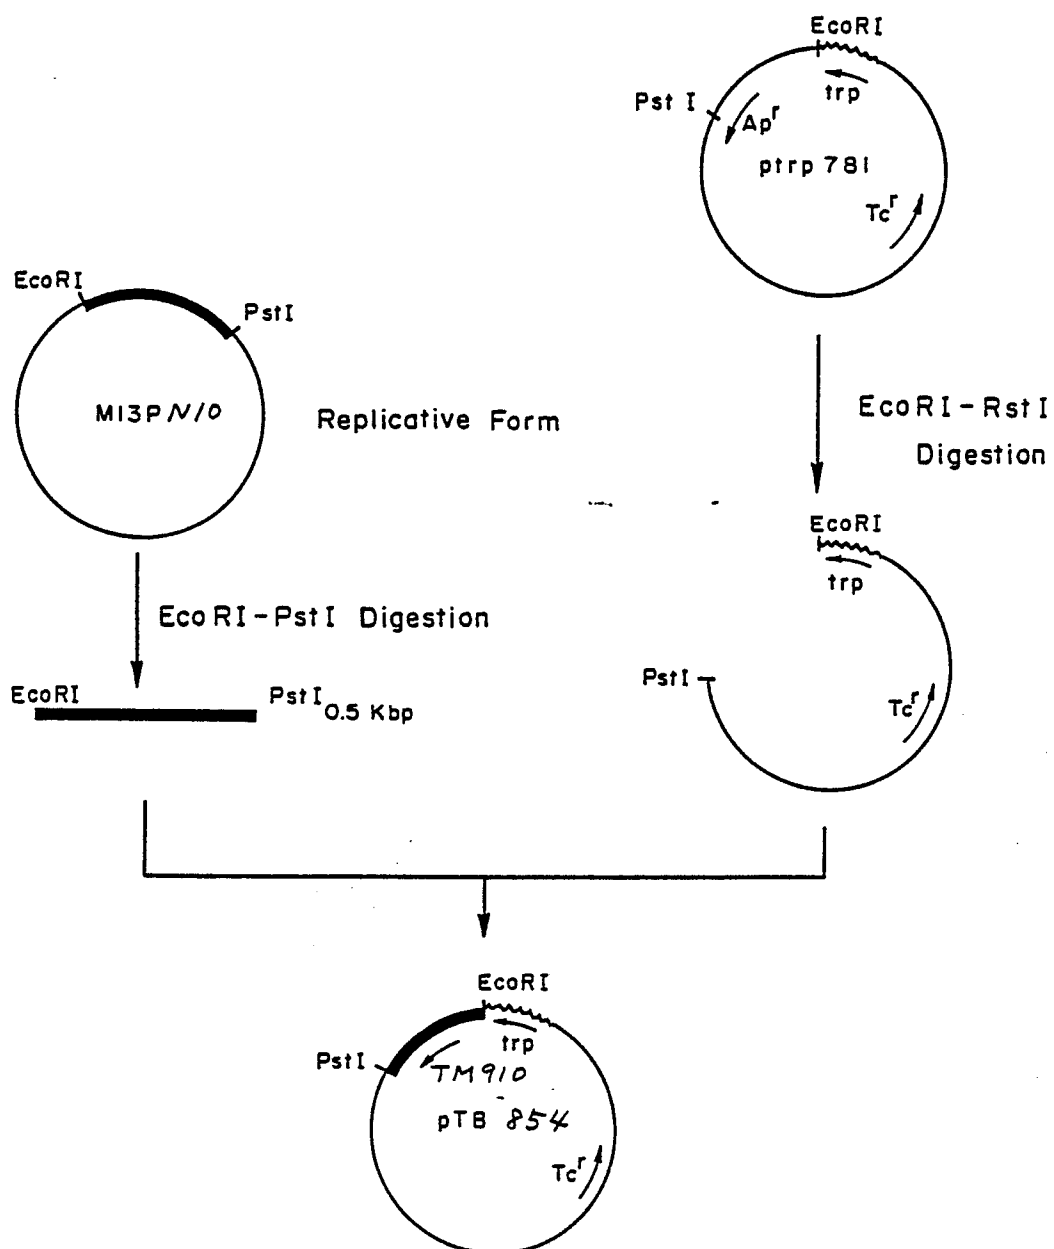 EcoRI
trp
Pst I
Apr
ptrp 781
Tcr
EcoRI
PstI
M13PN/0
Replicative Form
EcoRI-RstI
Digestion
EcoRI
trp
EcoRI-PstI Digestion
EcoRI
PstI
0.5 Kbp
PstI
Tcr
EcoRI
trp
PstI
TM910
pTB 854
Tcr